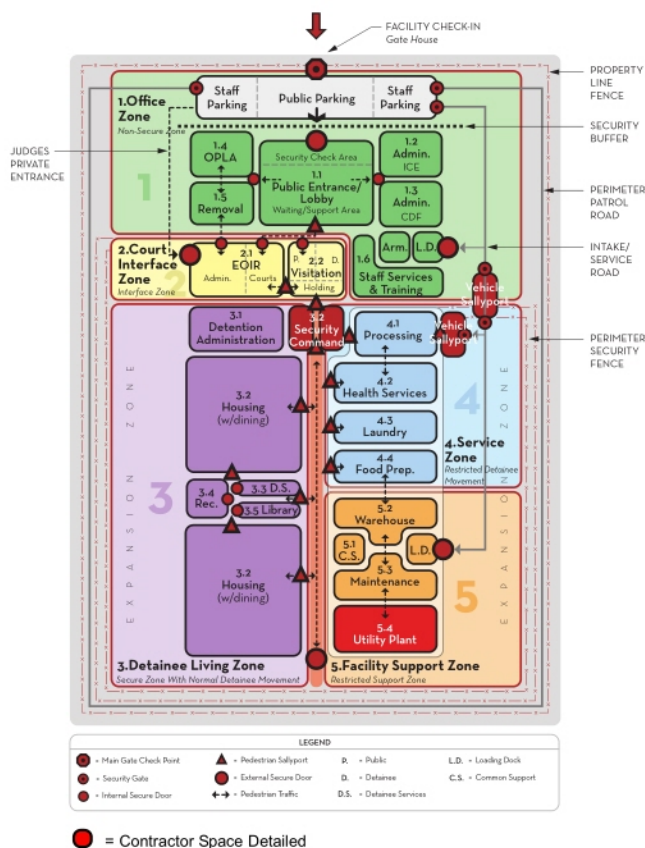 FACILITY CHECK-IN
Gate House
PROPERTY
LINE
FENCE
SECURITY
BUFFER
JUDGES
PRIVATE
ENTRANCE
PERIMETER
PATROL
ROAD
INTAKE/
SERVICE
ROAD
PERIMETER
SECURITY
FENCE
1.Office
Zone
Non-Secure Zone
1
Staff
Parking
Public Parking
Staff
Parking
1.4
OPLA
1.5
Removal
Security Check Area
1.1
Public Entrance/
Lobby
Waiting/Support Area
1.2
Admin.
ICE
1.3
Admin.
CDF
1.6
Arm.
L.D.
Staff Services
& Training
Vehicle
Sallyport
2.Court
Interface
Zone
Interface Zone
2
2.1
EOIR
Admin.
Courts
P.
D.
2.2
Visitation
Holding
3.1
Detention
Administration
3.2
Security
Command
3.2
Housing
(w/dining)
3.4
Rec.
3.3 D.S.
3.5 Library
3.2
Housing
(w/dining)
EXPANSION ZONE
3
3.Detainee Living Zone
Secure Zone With Normal Detainee Movement
4.1
Processing
Vehicle
Sallyport
4.2
Health Services
4.3
Laundry
4.4
Food Prep.
4
4.Service
Zone
Restricted Detainee
Movement
EXPANSION ZONE
5.2
Warehouse
5.1
C.S.
L.D.
5.3
Maintenance
5.4
Utility Plant
5
5.Facility Support Zone
Restricted Support Zone
LEGEND
= Main Gate Check Point
= Security Gate
= Internal Secure Door
= Pedestrian Sallyport
= External Secure Door
= Pedestrian Traffic
P. = Public
D. = Detainee
D.S. = Detainee Services
L.D. = Loading Dock
C.S. = Common Support
= Contractor Space Detailed